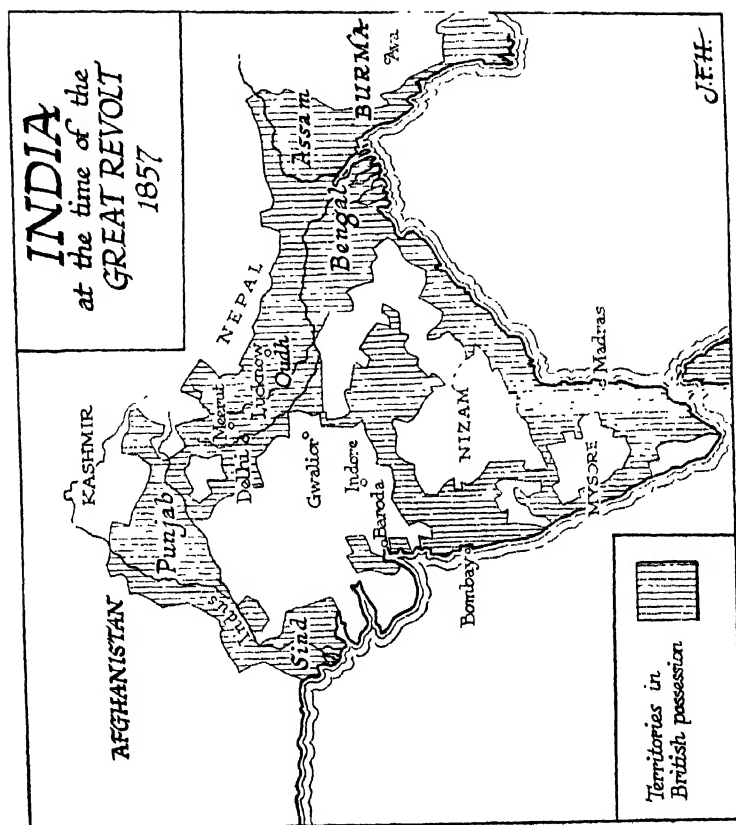 INDIA
at the time of the
GREAT REVOLT
1857
AFGHANISTAN
KASHMIR
Punjab
Indus
Sind
NEPAL
Meerut
Delhi
Lucknow
Oudh
Assam
Bengal
BURMA
Ava
Gwalior
Indore
Baroda
Bombay
NIZAM
MYSORE
Madras
Territories in
British possession
J.F.H.